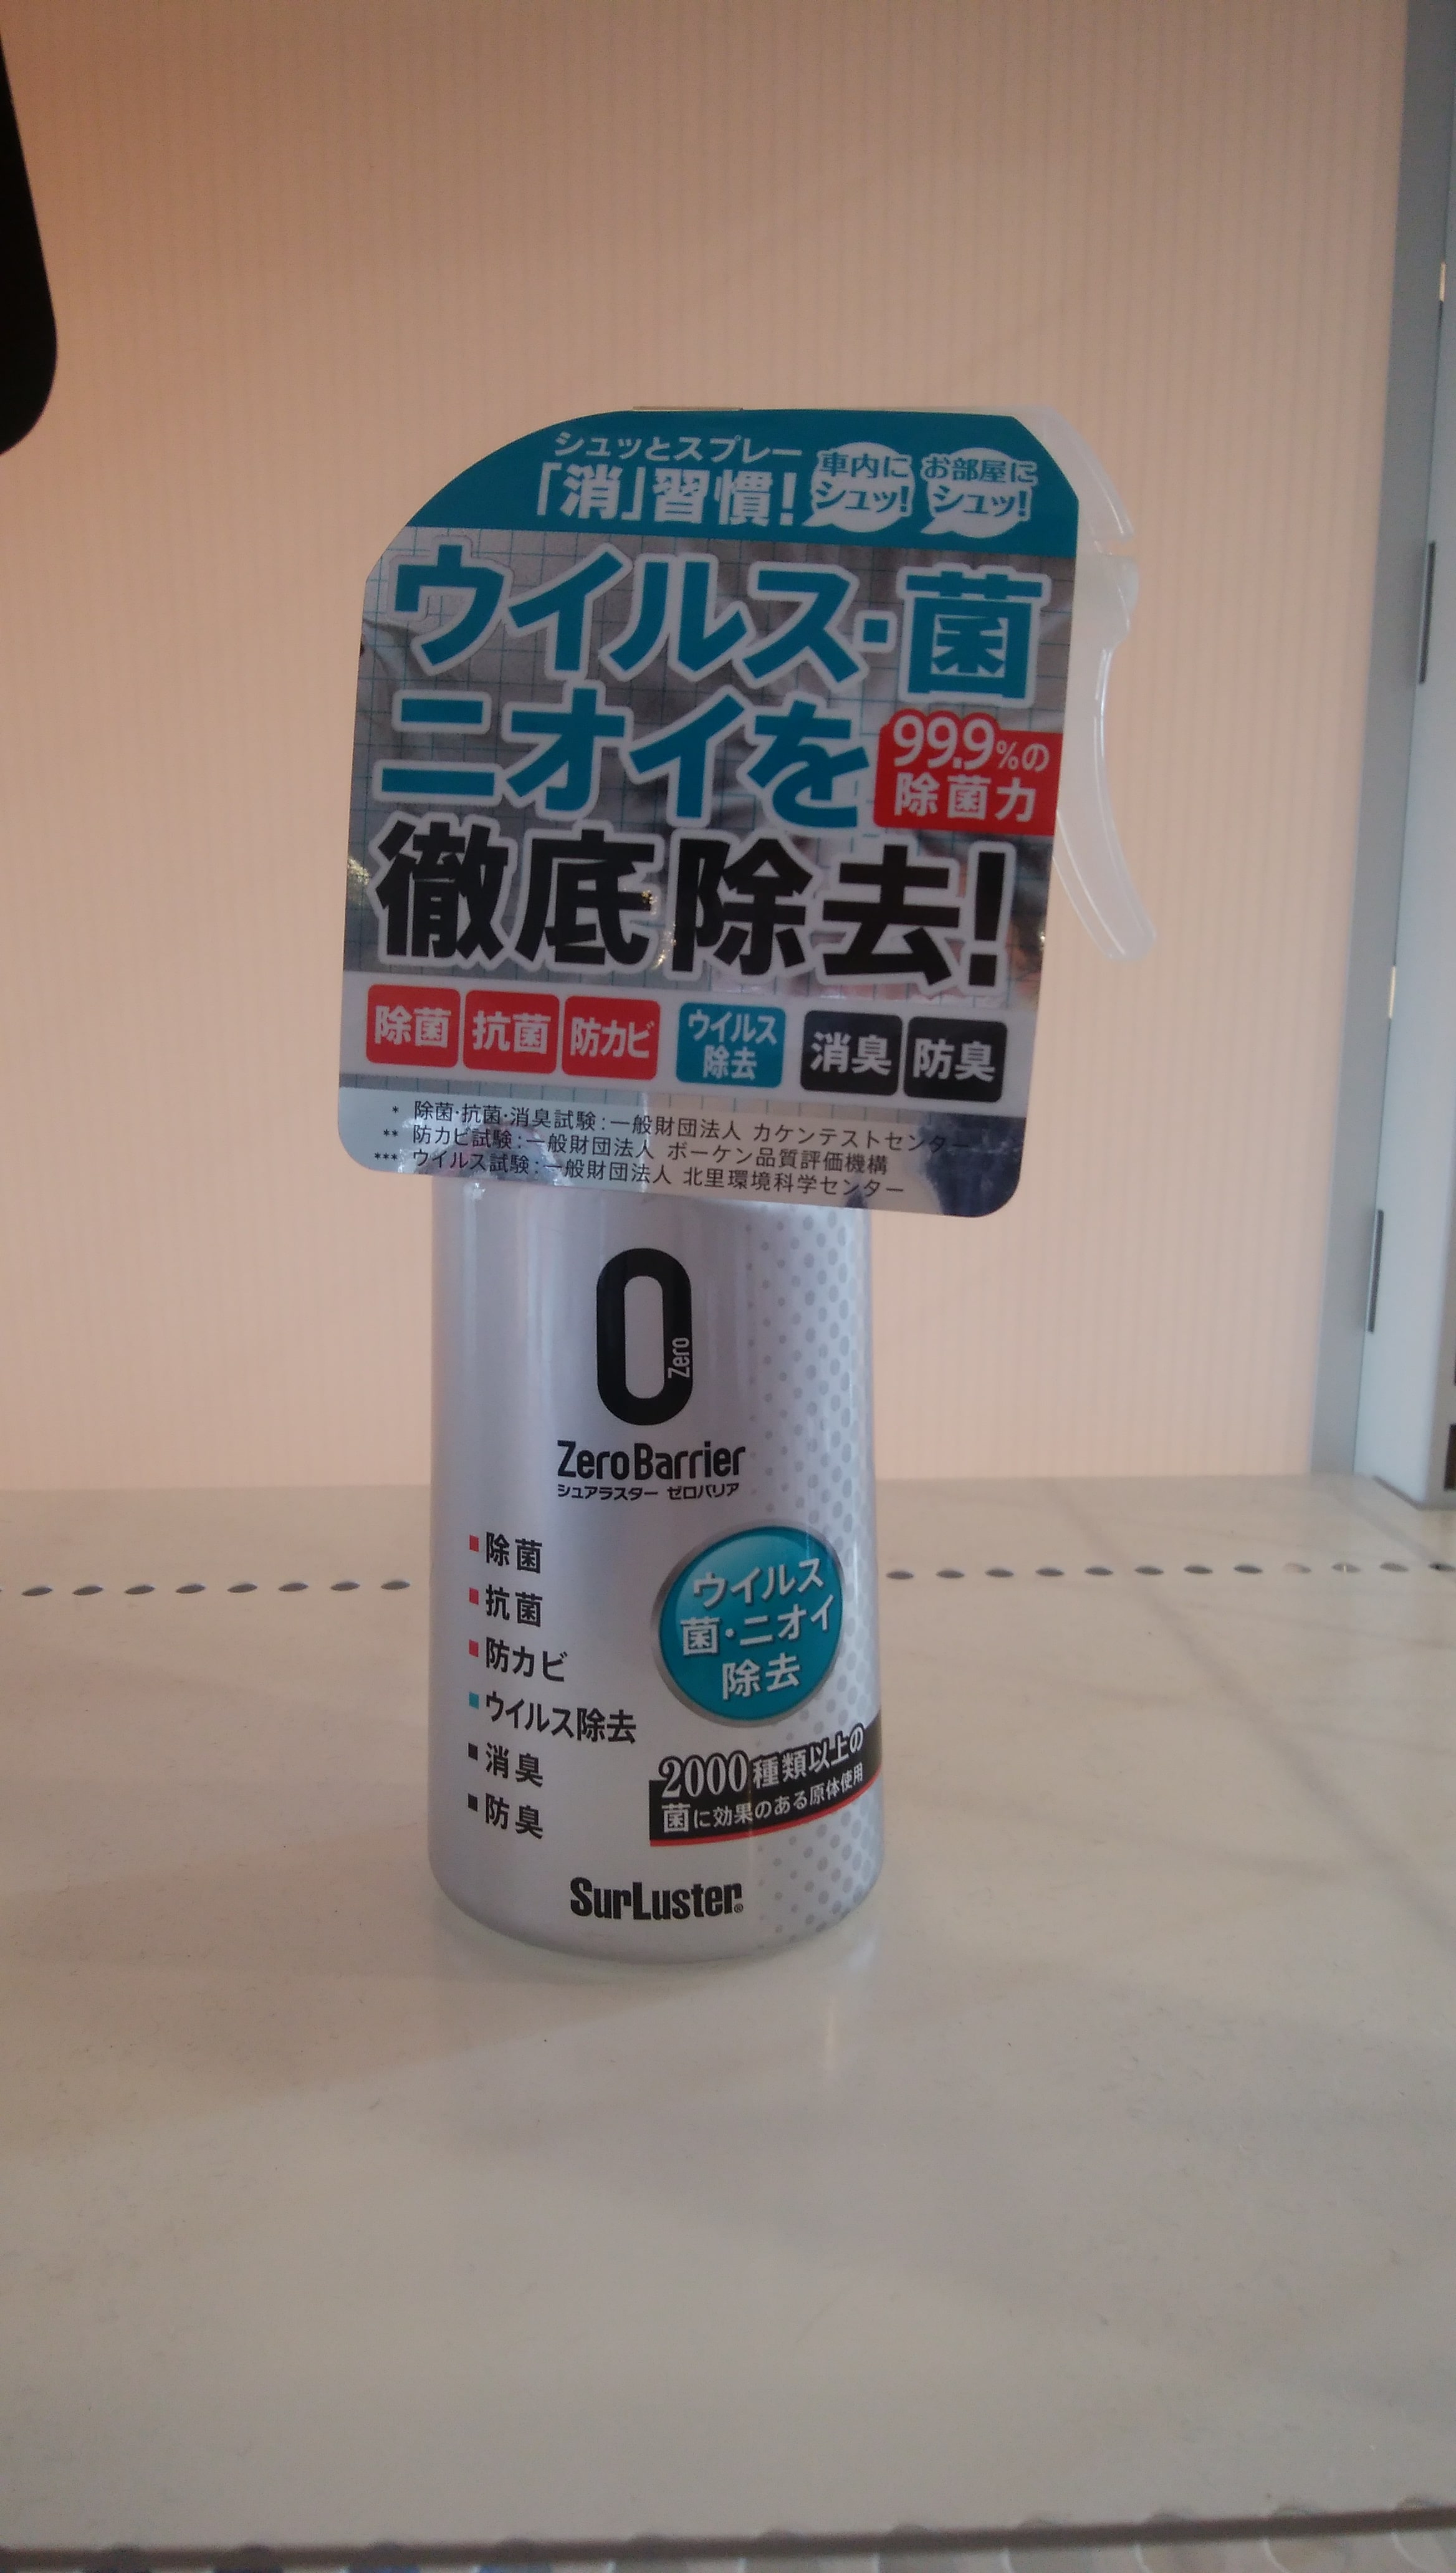 シュッとスプレー
「消」習慣!
車内に
シュッ!
お部屋に
シュッ!
ウイルス・菌
ニオイを
99.9%の
除菌力
徹底除去!
除菌 抗菌 防カビ
ウイルス
除去
消臭 防臭
* 除菌・抗菌・消臭試験:一般財団法人 カケンテストセンター
** 防カビ試験:一般財団法人 ボーケン品質評価機構
*** ウイルス試験:一般財団法人 北里環境科学センター
0
Zero
ZeroBarrier
シュアラスター ゼロバリア
除菌
抗菌
防カビ
ウイルス除去
消臭
防臭
ウイルス
菌・ニオイ
除去
2000種類以上の
菌に効果のある原体使用
SurLuster®